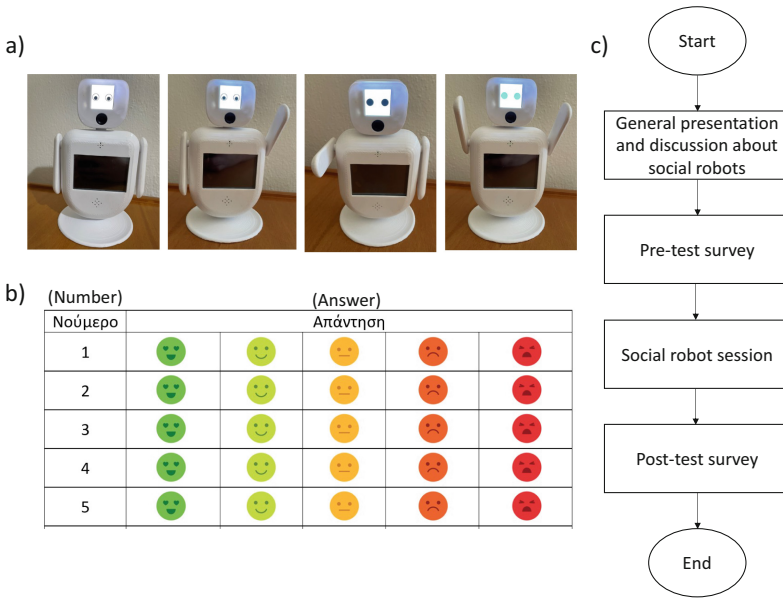 a)
b)
(Number)
(Answer)
Νούμερο
Απάντηση
1
2
3
4
5
c)
Start
General presentation
and discussion about
social robots
Pre-test survey
Social robot session
Post-test survey
End